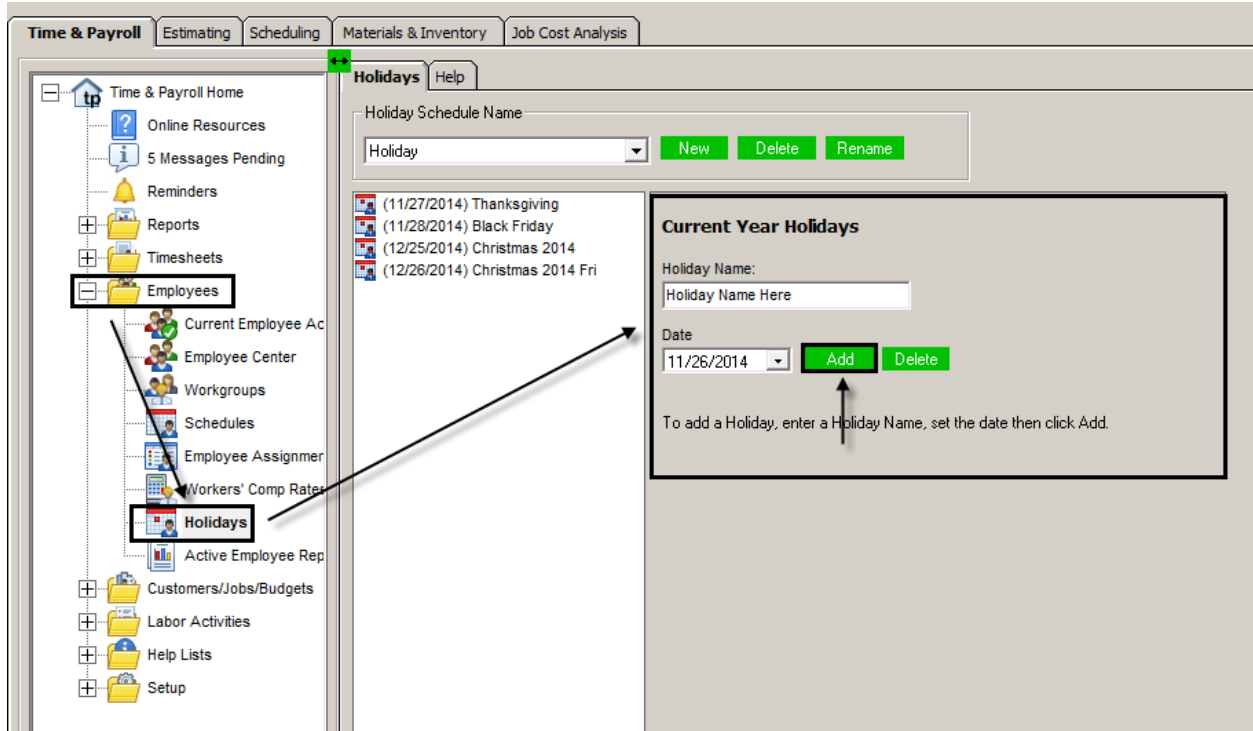 Time & Payroll Estimating Scheduling Materials & Inventory Job Cost Analysis
tp Time & Payroll Home
Online Resources
5 Messages Pending
Reminders
Reports
Timesheets
Employees
Current Employee Ac
Employee Center
Workgroups
Schedules
Employee Assignmer
Workers' Comp Rates
Holidays
Active Employee Rep
Customers/Jobs/Budgets
Labor Activities
Help Lists
Setup
Holidays Help
Holiday Schedule Name
Holiday New Delete Rename
(11/27/2014) Thanksgiving
(11/28/2014) Black Friday
(12/25/2014) Christmas 2014
(12/26/2014) Christmas 2014 Fri
Current Year Holidays
Holiday Name:
Holiday Name Here
Date
11/26/2014 Add Delete
To add a Holiday, enter a Holiday Name, set the date then click Add.